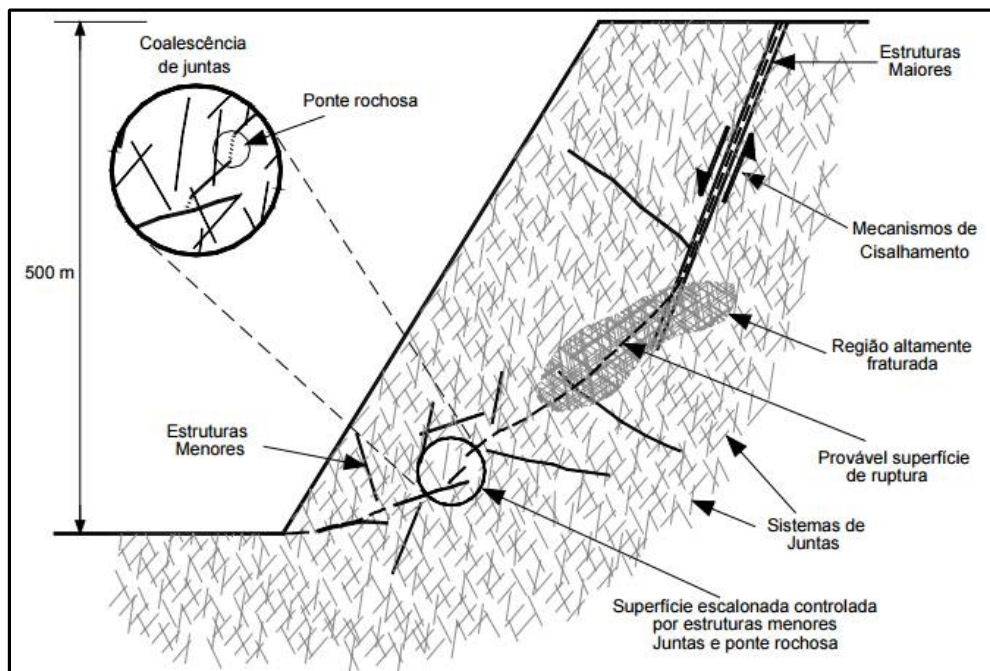 Coalescência
de juntas
Ponte rochosa
Estruturas
Maiores
500 m
Mecanismos de
Cisalhamento
Região altamente
fraturada
Estruturas
Menores
Provável superfície
de ruptura
Sistemas de
Juntas
Superfície escalonada controlada
por estruturas menores
Juntas e ponte rochosa